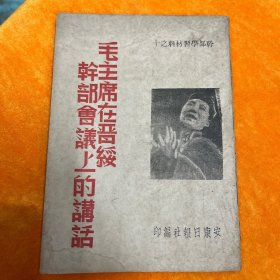 幹部學習材料之十
毛主席在晋綏
幹部會議上的講話
安東日報社編印